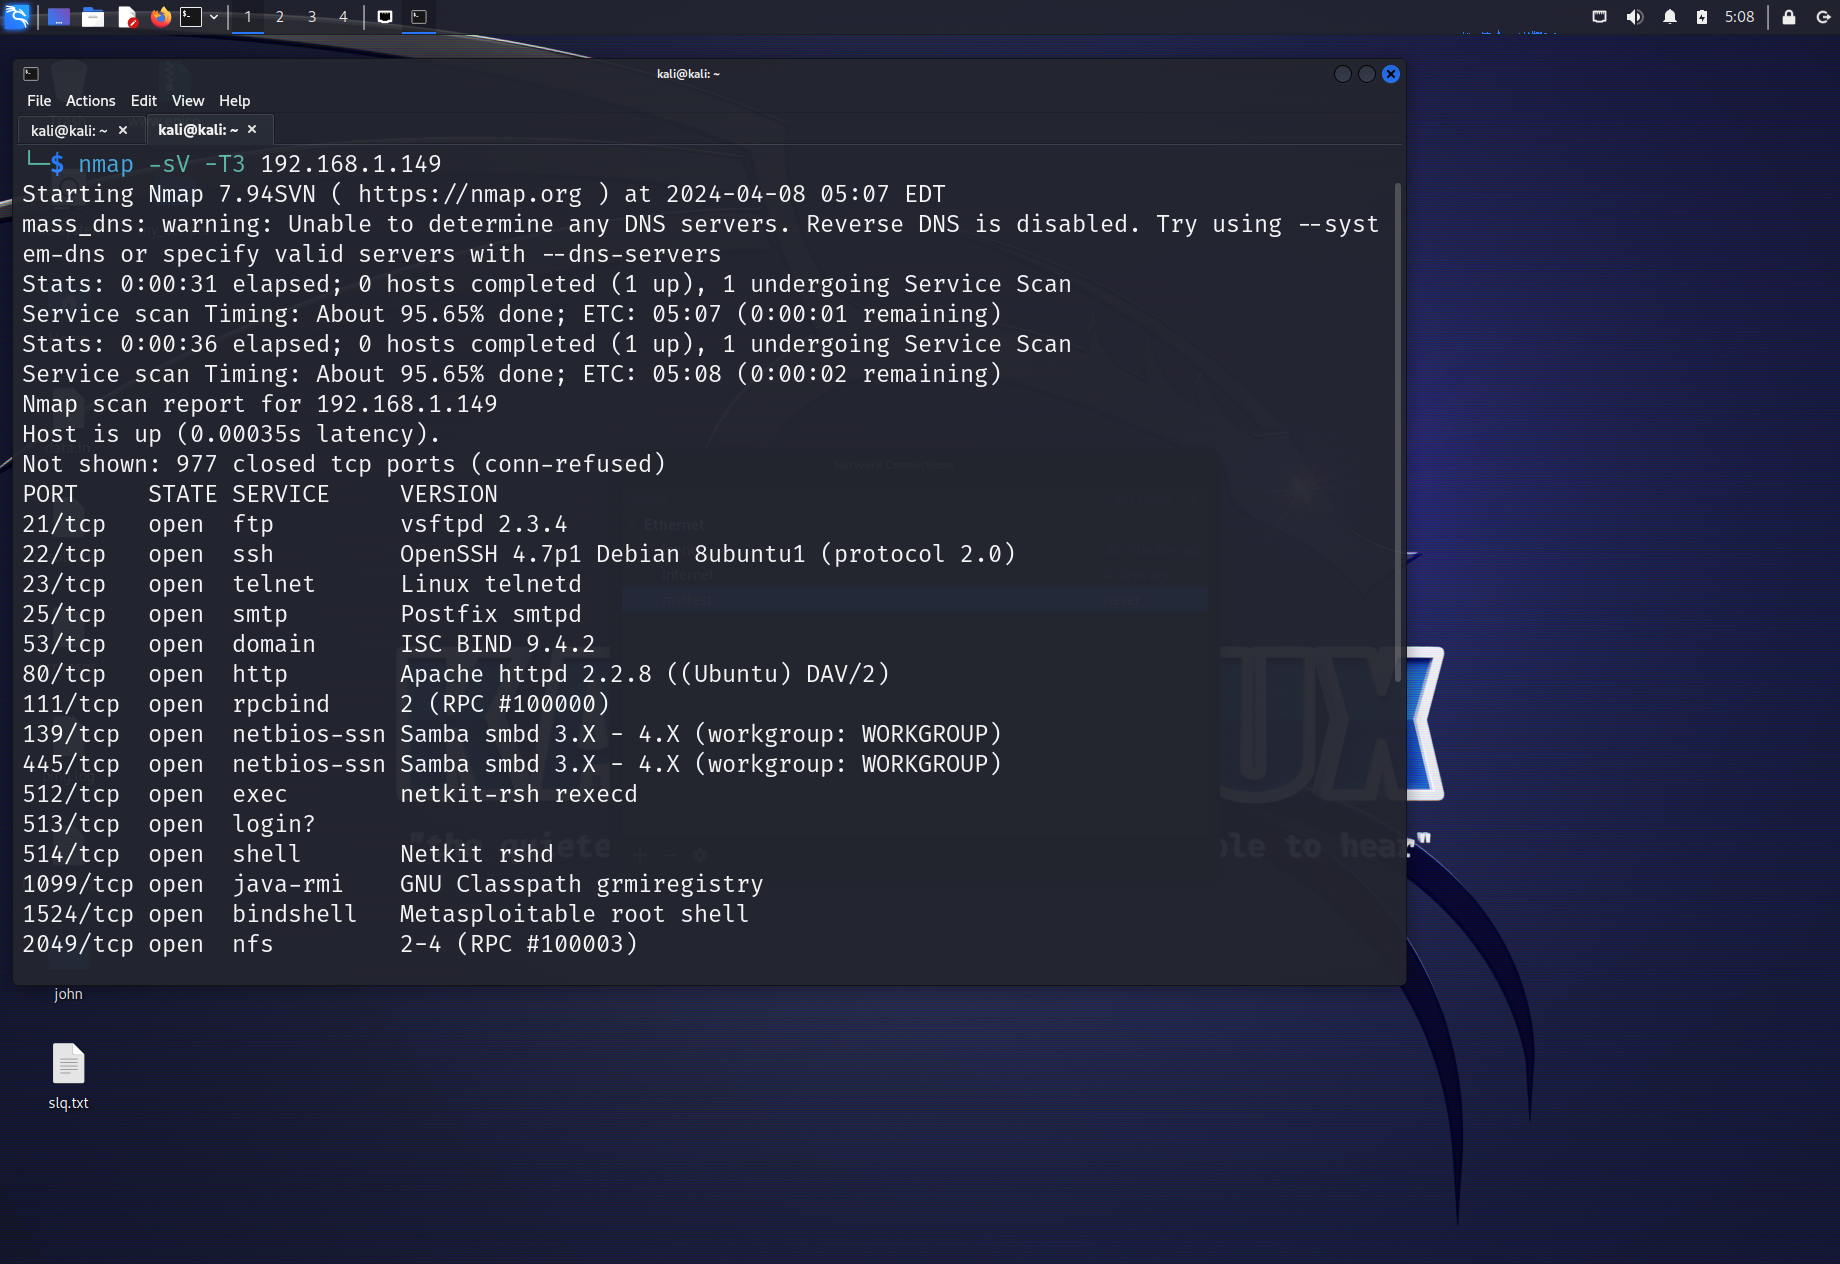 1 2 3 4 5:08
kali@kali: ~
File Actions Edit View Help
kali@kali: ~ × kali@kali: ~ ×
└─$ nmap -sV -T3 192.168.1.149
Starting Nmap 7.94SVN ( https://nmap.org ) at 2024-04-08 05:07 EDT
mass_dns: warning: Unable to determine any DNS servers. Reverse DNS is disabled. Try using --syst
em-dns or specify valid servers with --dns-servers
Stats: 0:00:31 elapsed; 0 hosts completed (1 up), 1 undergoing Service Scan
Service scan Timing: About 95.65% done; ETC: 05:07 (0:00:01 remaining)
Stats: 0:00:36 elapsed; 0 hosts completed (1 up), 1 undergoing Service Scan
Service scan Timing: About 95.65% done; ETC: 05:08 (0:00:02 remaining)
Nmap scan report for 192.168.1.149
Host is up (0.00035s latency).
Not shown: 977 closed tcp ports (conn-refused)
PORT STATE SERVICE VERSION
21/tcp open ftp vsftpd 2.3.4
22/tcp open ssh OpenSSH 4.7p1 Debian 8ubuntu1 (protocol 2.0)
23/tcp open telnet Linux telnetd
25/tcp open smtp Postfix smtpd
53/tcp open domain ISC BIND 9.4.2
80/tcp open http Apache httpd 2.2.8 ((Ubuntu) DAV/2)
111/tcp open rpcbind 2 (RPC #100000)
139/tcp open netbios-ssn Samba smbd 3.X - 4.X (workgroup: WORKGROUP)
445/tcp open netbios-ssn Samba smbd 3.X - 4.X (workgroup: WORKGROUP)
512/tcp open exec netkit-rsh rexecd
513/tcp open login?
514/tcp open shell Netkit rshd
1099/tcp open java-rmi GNU Classpath grmiregistry
1524/tcp open bindshell Metasploitable root shell
2049/tcp open nfs 2-4 (RPC #100003)
Network Connections
Ethernet
"the quiete ble to hear"
john
slq.txt